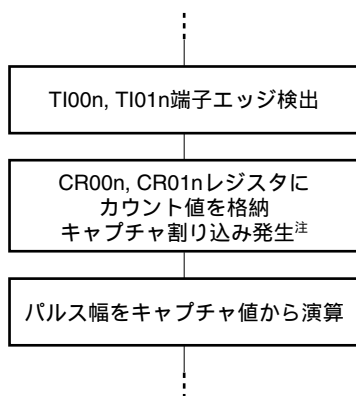 TI00n, TI01n端子エッジ検出
CR00n, CR01nレジスタに
カウント値を格納
キャプチャ割り込み発生注
パルス幅をキャプチャ値から演算